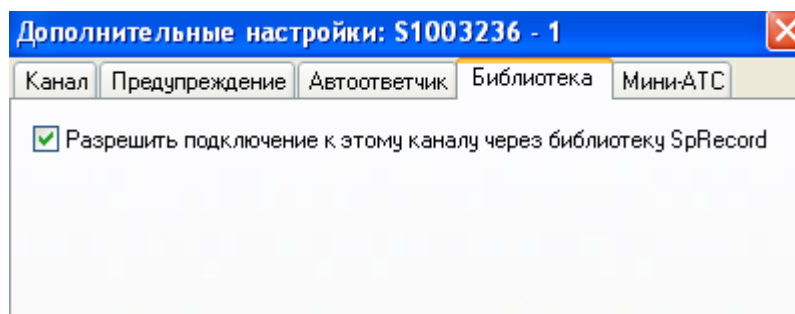 Дополнительные настройки: S1003236 - 1
Канал Предупреждение Автоответчик Библиотека Мини-АТС
Разрешить подключение к этому каналу через библиотеку SpRecord